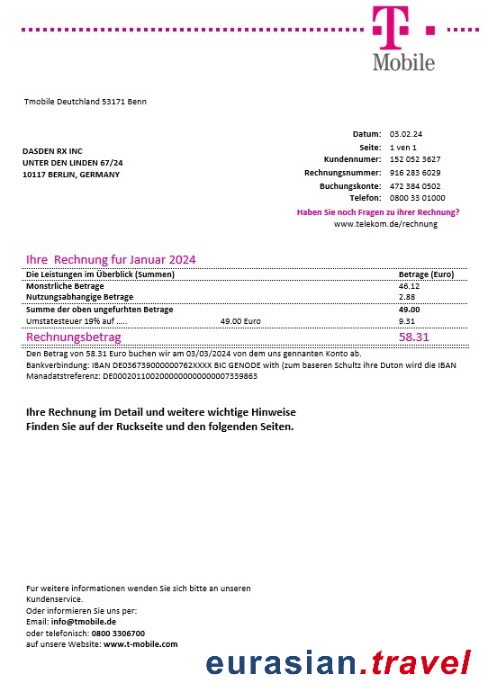 T
Mobile
Tmobile Deutchland 53171 Benn
Datum: 03.02.24
Seite: 1 ven 1
Kundennumer: 152 052 3627
Rechnungsnumer: 916 283 6029
Buchungskonte: 472 384 0502
Telefon: 0800 33 01000
Haben Sie noch Fragen zu ihrer Rechnung?
www.telekom.de/rechnung
DASDEN RX INC
UNTER DEN LINDEN 67/24
10117 BERLIN, GERMANY
Ihre Rechnung fur Januar 2024
Die Leistungen im Überblick (Summen) Betrage (Euro)
Monstrliche Betrage 46.12
Nutzungsabhangige Betrage 2.88
Summe der oben ungefurhten Betrage 49.00
Umstatesteuer 19% auf ..... 49.00 Euro 9.31
Rechnungsbetrag 58.31
Den Betrag von 58.31 Euro buchen wir am 03/03/2024 von dem uns gennanten Konto ab.
Bankverbindung: IBAN DE036739000000762XXXX BIC GENODE with (zum baseren Schultz ihre Duton wird die IBAN
Manadatstreferenz: DE00020110020000000000000007339863
Ihre Rechnung im Detail und weitere wichtige Hinweise
Finden Sie auf der Ruckseite und den folgenden Seiten.
Fur weitere informationen wenden Sie sich bitte an unseren
Kundenservice.
Oder informieren Sie uns per:
Email: info@tmobile.de
oder telefonisch: 0800 3306700
auf unsere Website: www.t-mobile.com
eurasian.travel